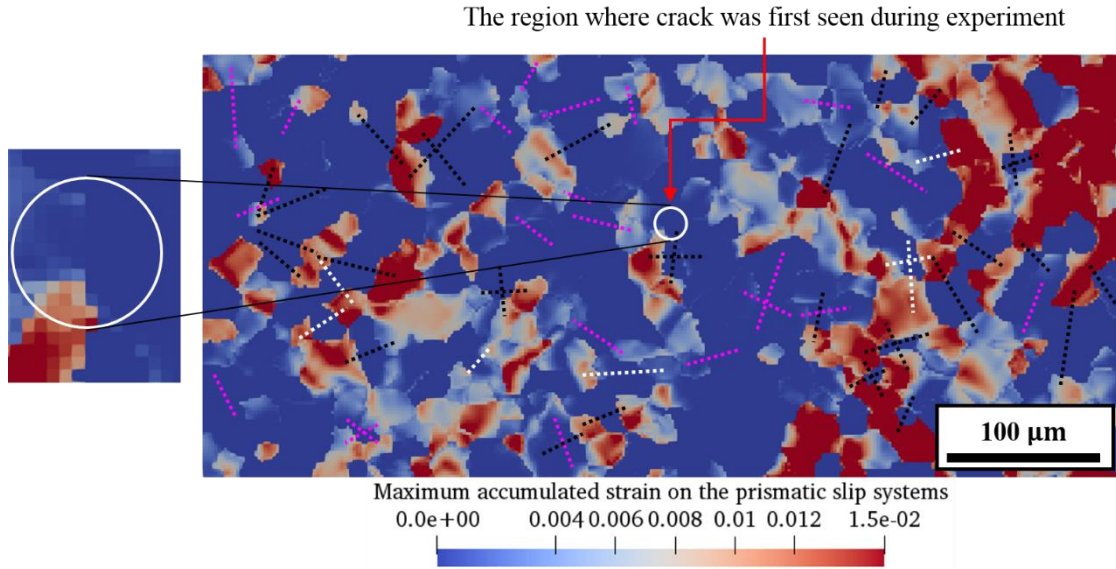 The region where crack was first seen during experiment
100 µm
Maximum accumulated strain on the prismatic slip systems
0.0e+00 0.004 0.006 0.008 0.01 0.012 1.5e-02